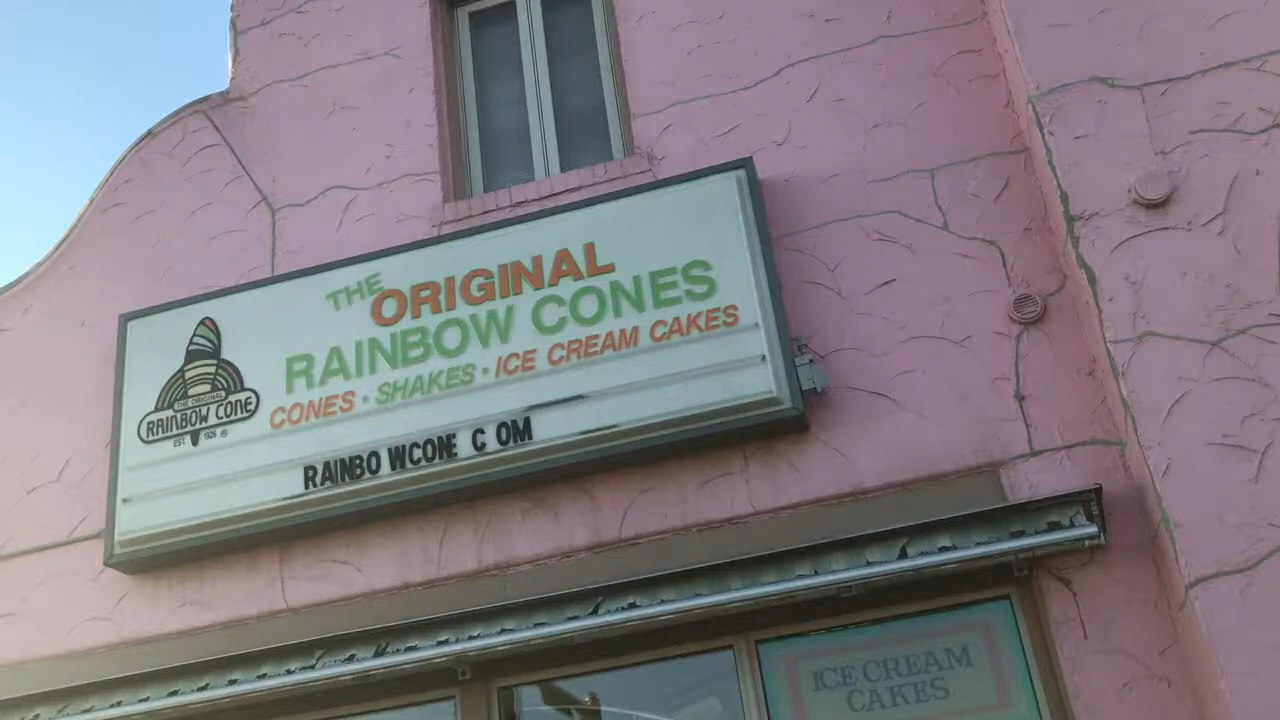 THE
ORIGINAL
RAINBOW CONES
CONES • SHAKES • ICE CREAM CAKES
THE ORIGINAL
RAINBOW CONE
EST. 1926 ®
RAINBO WCONE C OM
ICE CREAM
CAKES